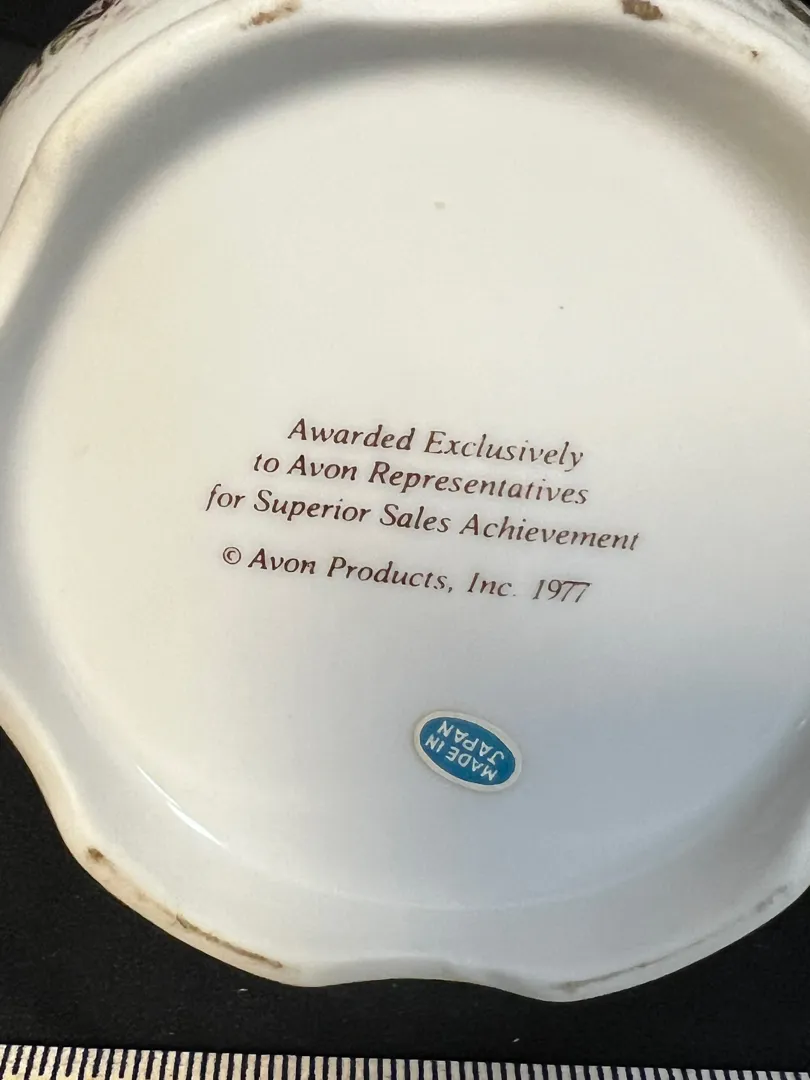 Awarded Exclusively
to Avon Representatives
for Superior Sales Achievement
© Avon Products, Inc. 1977
MADE IN
JAPAN